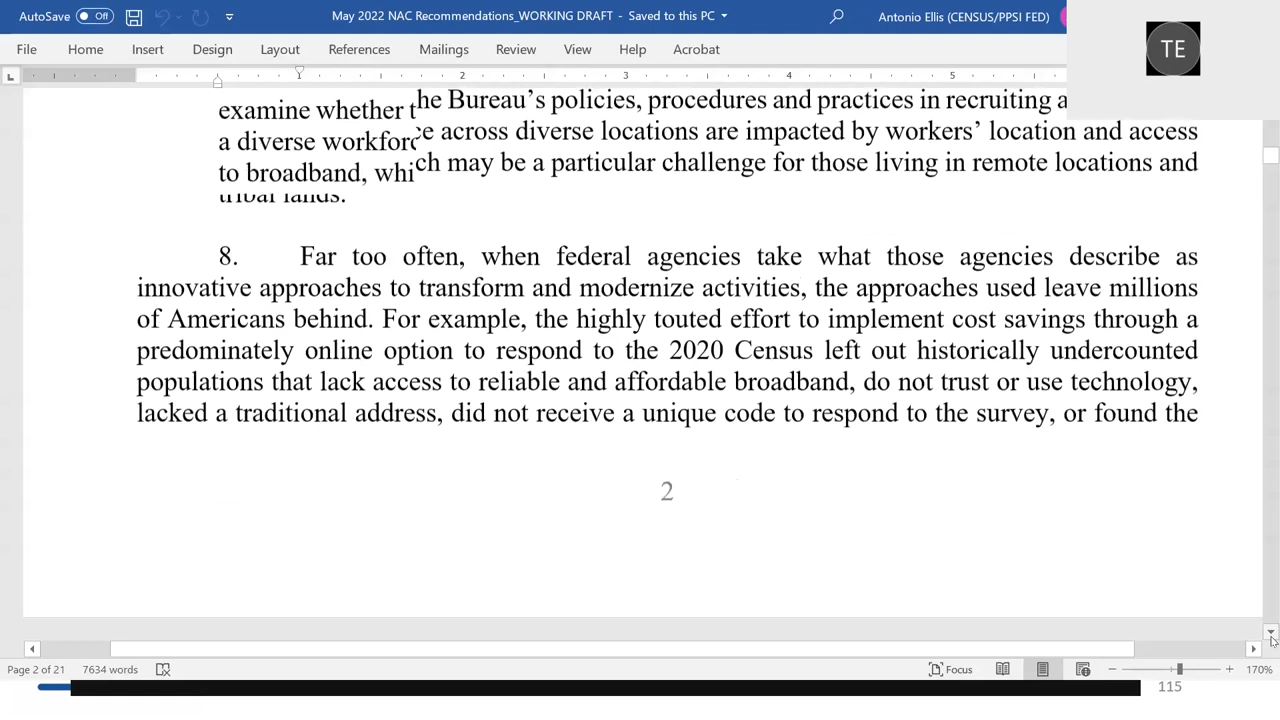 AutoSave Off May 2022 NAC Recommendations_WORKING DRAFT - Saved to this PC Antonio Ellis (CENSUS/PPSI FED)
TE
File Home Insert Design Layout References Mailings Review View Help Acrobat
1 2 3 4 5
examine whether the Bureau's policies, procedures and practices in recruiting a
a diverse workforce across diverse locations are impacted by workers' location and access
to broadband, which may be a particular challenge for those living in remote locations and
tribal lands.
8. Far too often, when federal agencies take what those agencies describe as
innovative approaches to transform and modernize activities, the approaches used leave millions
of Americans behind. For example, the highly touted effort to implement cost savings through a
predominately online option to respond to the 2020 Census left out historically undercounted
populations that lack access to reliable and affordable broadband, do not trust or use technology,
lacked a traditional address, did not receive a unique code to respond to the survey, or found the
2
Page 2 of 21 7634 words Focus 170%
115